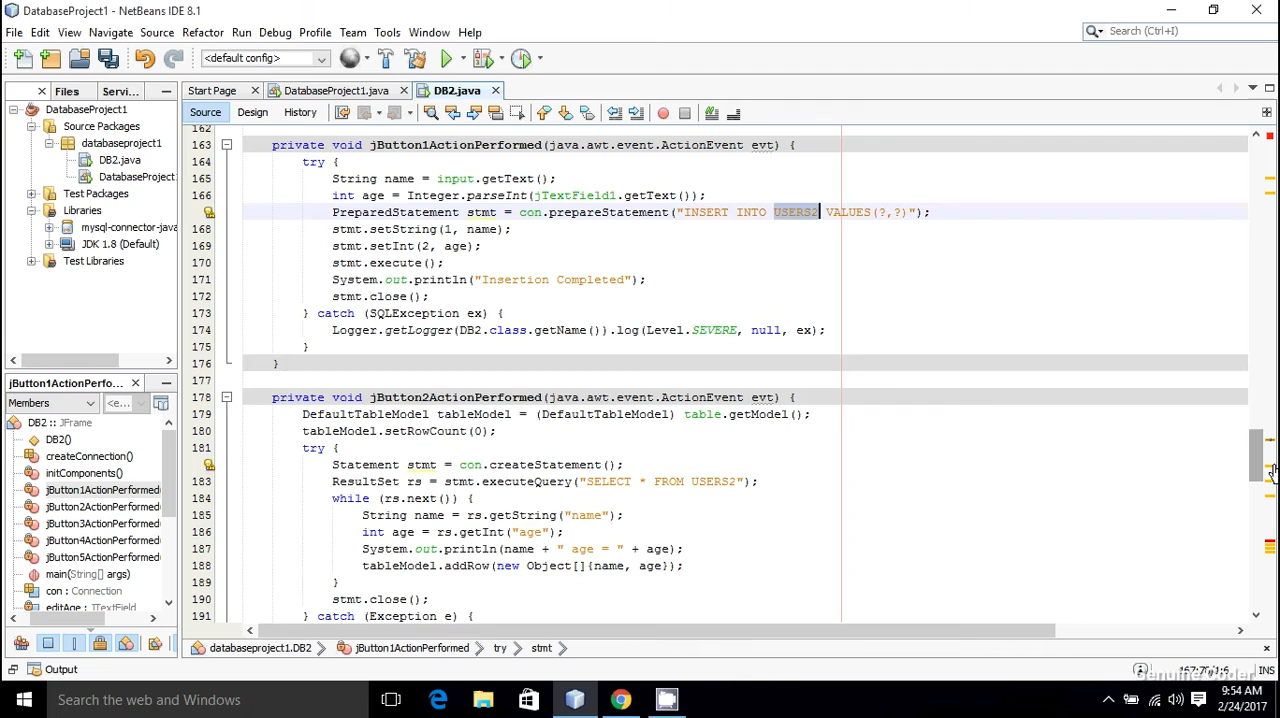 DatabaseProject1 - NetBeans IDE 8.1
File Edit View Navigate Source Refactor Run Debug Profile Team Tools Window Help
Search (Ctrl+I)
<default config>
Files Servi...
Start Page DatabaseProject1.java DB2.java
Source Design History
DatabaseProject1
Source Packages
databaseproject1
DB2.java
DatabaseProject
Test Packages
Libraries
mysql-connector-java
JDK 1.8 (Default)
Test Libraries
162
163 private void jButton1ActionPerformed(java.awt.event.ActionEvent evt) {
164 try {
165 String name = input.getText();
166 int age = Integer.parseInt(jTextField1.getText());
PreparedStatement stmt = con.prepareStatement("INSERT INTO USERS2 VALUES(?,?)");
168 stmt.setString(1, name);
169 stmt.setInt(2, age);
170 stmt.execute();
171 System.out.println("Insertion Completed");
172 stmt.close();
173 } catch (SQLException ex) {
174 Logger.getLogger(DB2.class.getName()).log(Level.SEVERE, null, ex);
175 }
176 }
177
178 private void jButton2ActionPerformed(java.awt.event.ActionEvent evt) {
179 DefaultTableModel tableModel = (DefaultTableModel) table.getModel();
180 tableModel.setRowCount(0);
181 try {
Statement stmt = con.createStatement();
183 ResultSet rs = stmt.executeQuery("SELECT * FROM USERS2");
184 while (rs.next()) {
185 String name = rs.getString("name");
186 int age = rs.getInt("age");
187 System.out.println(name + " age = " + age);
188 tableModel.addRow(new Object[]{name, age});
189 }
190 stmt.close();
191 } catch (Exception e) {
jButton1ActionPerfo...
Members <e...
DB2 :: JFrame
DB2()
createConnection()
initComponents()
jButton1ActionPerformed
jButton2ActionPerformed
jButton3ActionPerformed
jButton4ActionPerformed
jButton5ActionPerformed
main(String[] args)
con : Connection
editAge : JTextField
databaseproject1.DB2 jButton1ActionPerformed try stmt
Output
INS
Genuine Coder
Search the web and Windows
9:54 AM
2/24/2017